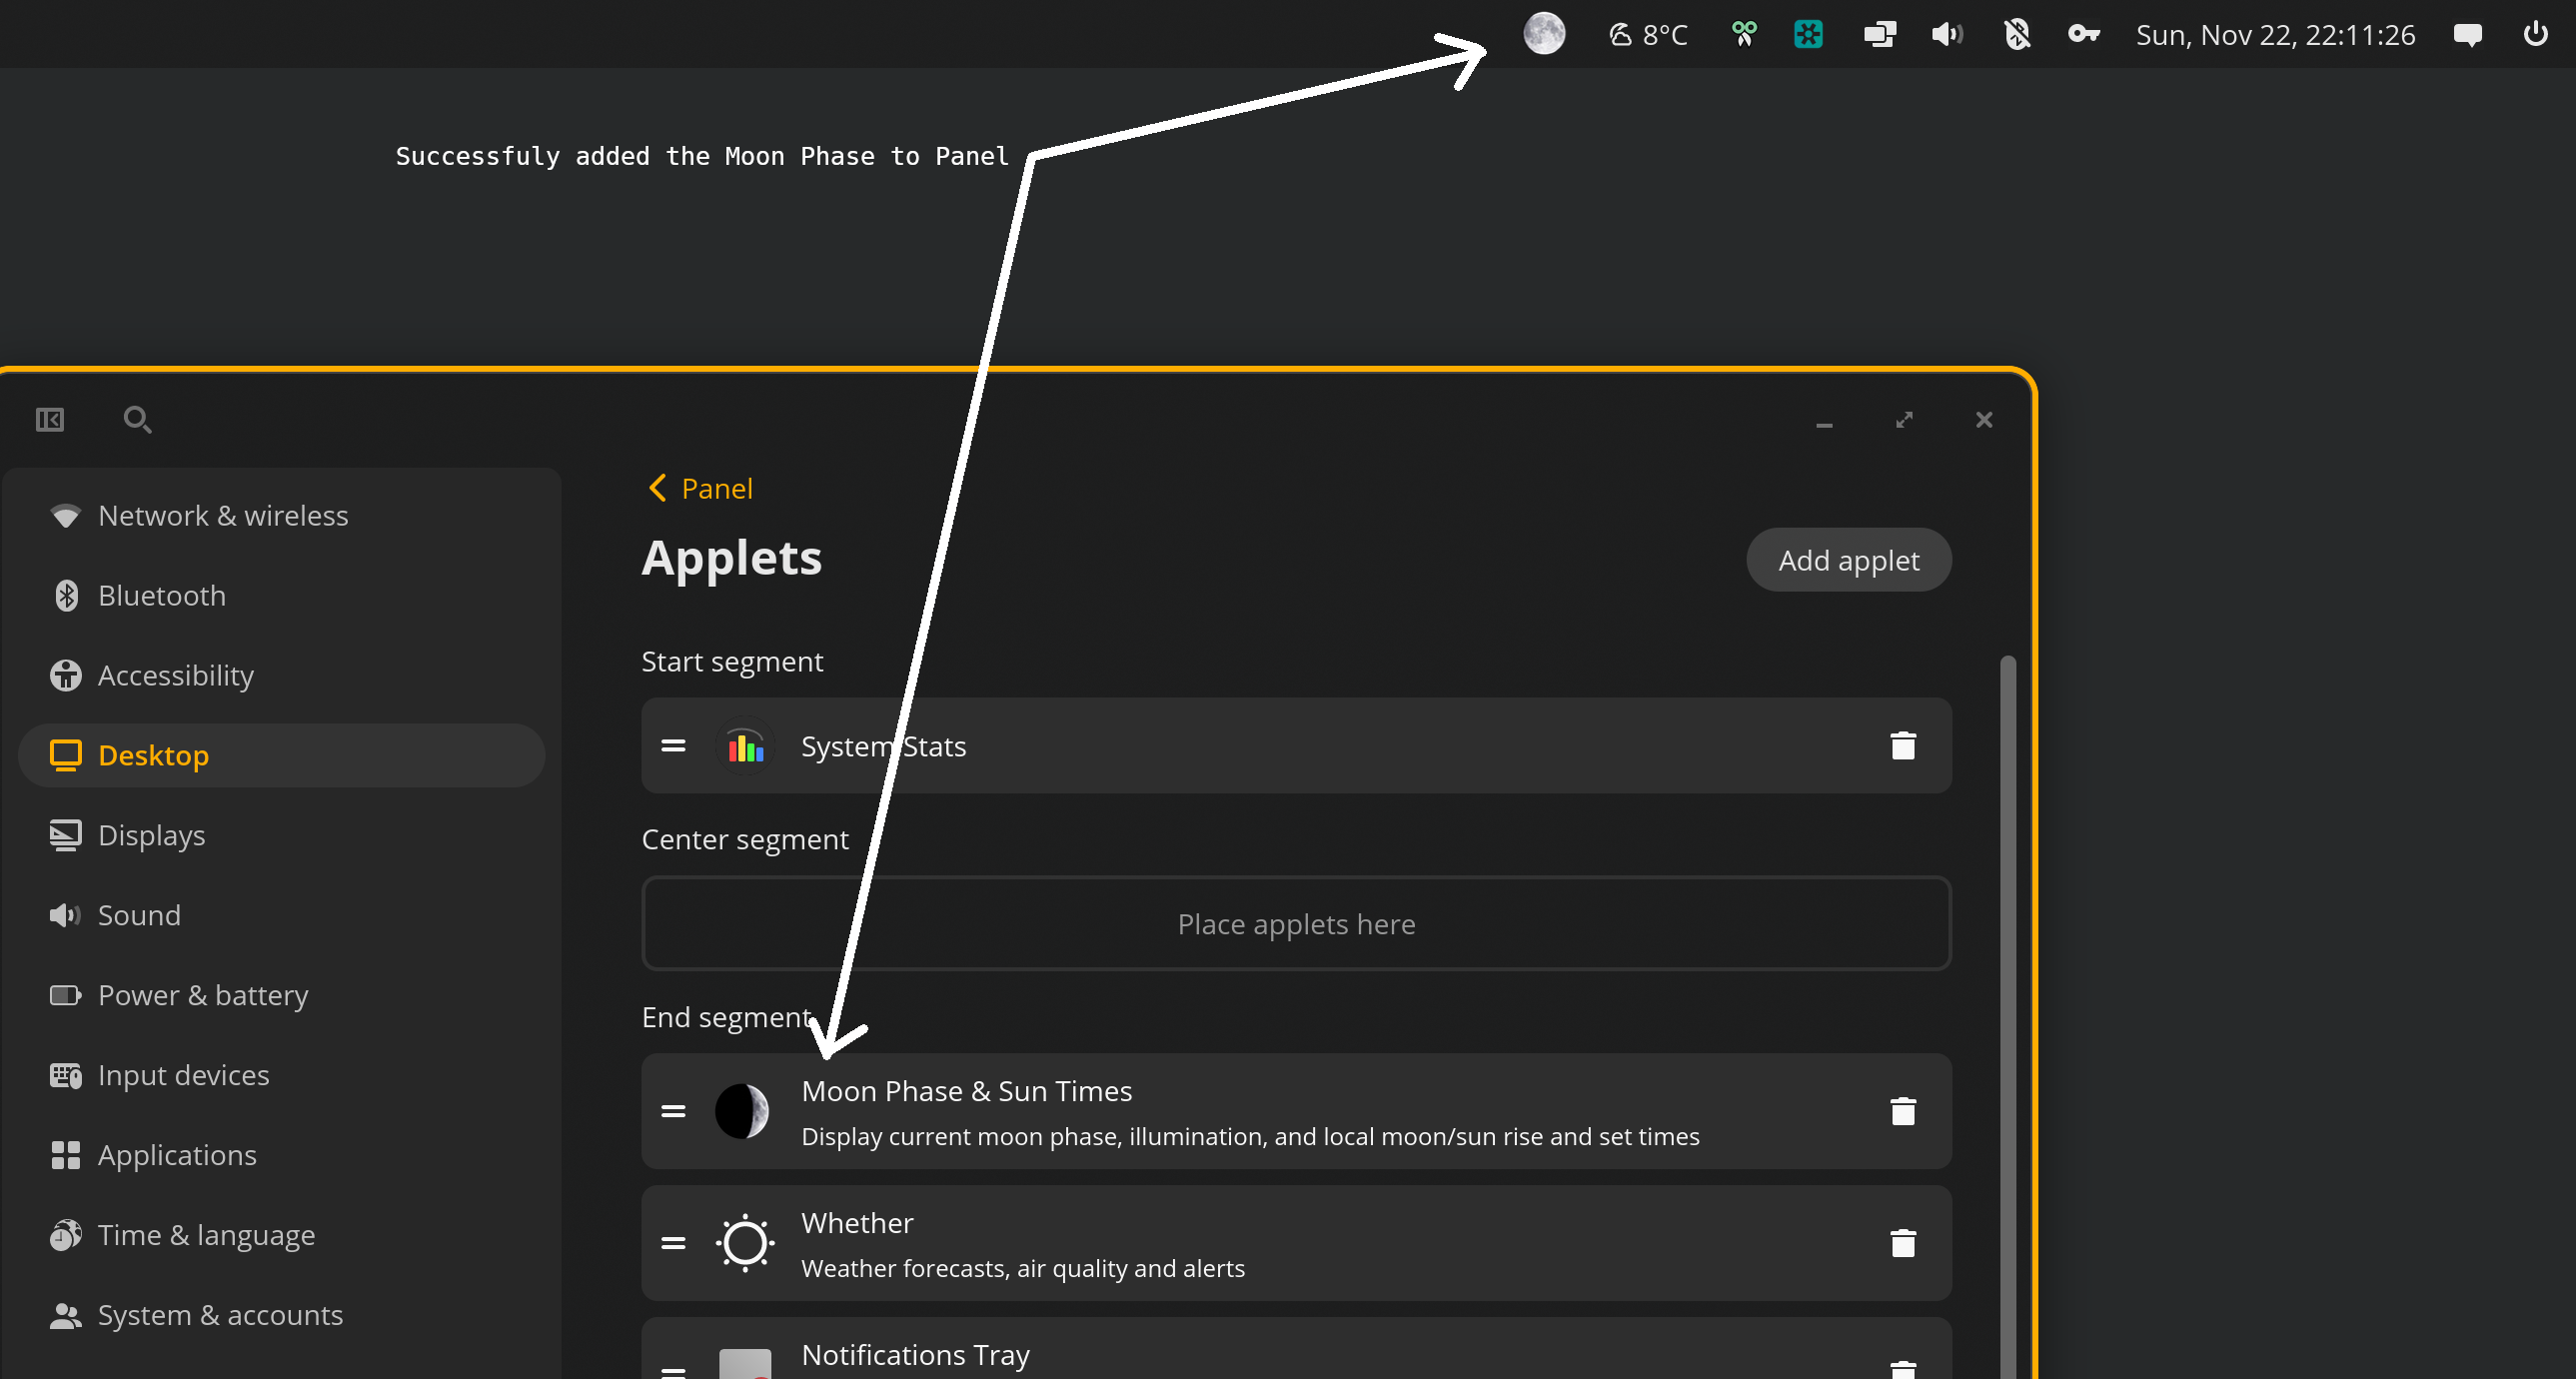 8°C
Sun, Nov 22, 22:11:26
Successfuly added the Moon Phase to Panel
Network & wireless
Bluetooth
Accessibility
Desktop
Displays
Sound
Power & battery
Input devices
Applications
Time & language
System & accounts
Panel
Applets
Add applet
Start segment
System Stats
Center segment
Place applets here
End segment
Moon Phase & Sun Times
Display current moon phase, illumination, and local moon/sun rise and set times
Whether
Weather forecasts, air quality and alerts
Notifications Tray